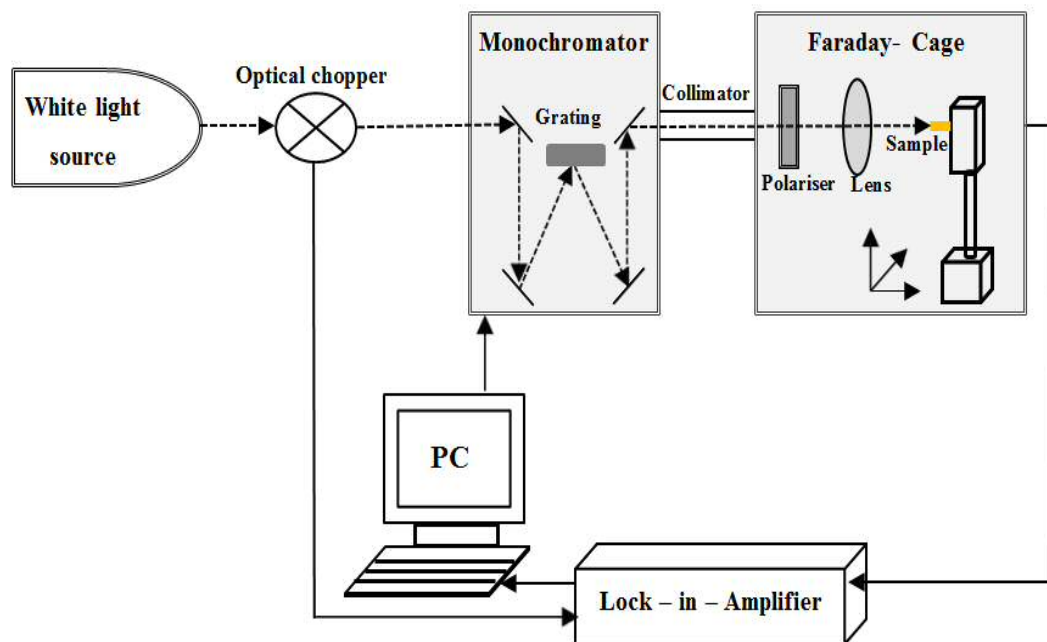 Monochromator
Faraday- Cage
Optical chopper
White light
source
Collimator
Grating
Sample
Polariser
Lens
PC
Lock – in – Amplifier